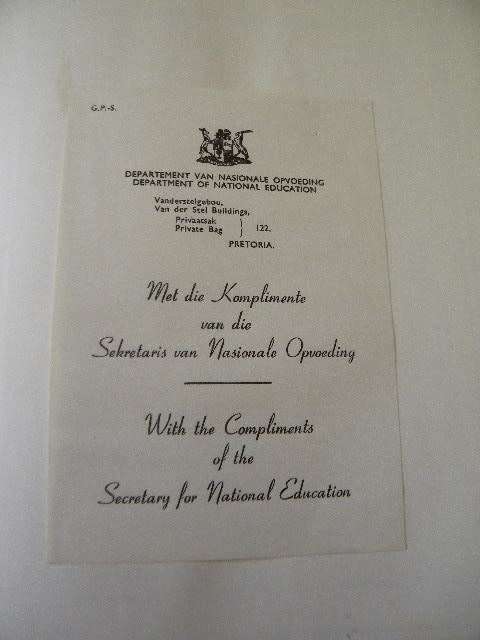 G.P.-S.
DEPARTEMENT VAN NASIONALE OPVOEDING
DEPARTMENT OF NATIONAL EDUCATION
Vanderstelgebou,
Van der Stel Buildings,
Privaatsak
Private Bag } 122,
PRETORIA.
Met die Komplimente
van die
Sekretaris van Nasionale Opvoeding
With the Compliments
of the
Secretary for National Education